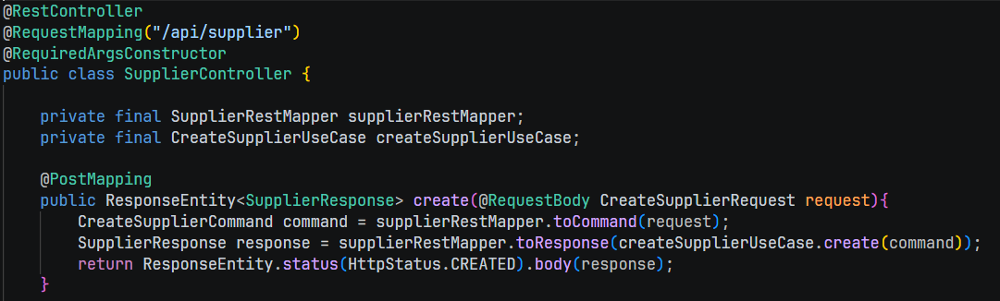 @RestController
@RequestMapping("/api/supplier")
@RequiredArgsConstructor
public class SupplierController {
private final SupplierRestMapper supplierRestMapper;
private final CreateSupplierUseCase createSupplierUseCase;
@PostMapping
public ResponseEntity<SupplierResponse> create(@RequestBody CreateSupplierRequest request){
CreateSupplierCommand command = supplierRestMapper.toCommand(request);
SupplierResponse response = supplierRestMapper.toResponse(createSupplierUseCase.create(command));
return ResponseEntity.status(HttpStatus.CREATED).body(response);
}